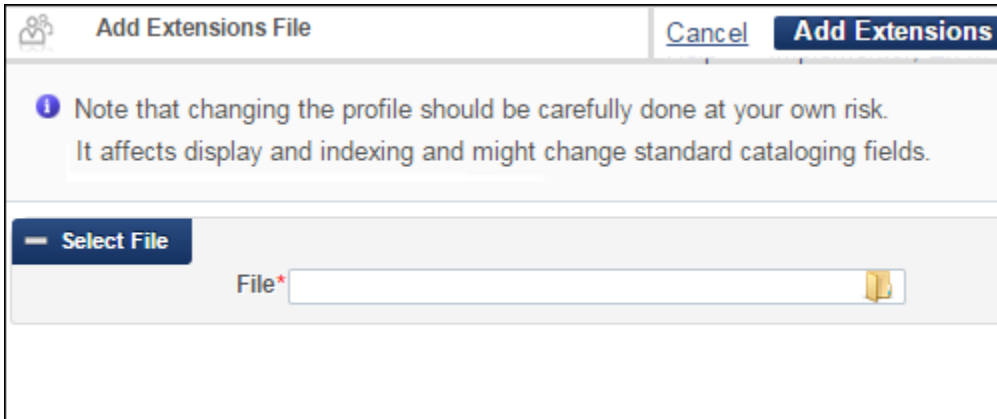 Add Extensions File
Cancel
Add Extensions
Note that changing the profile should be carefully done at your own risk.
It affects display and indexing and might change standard cataloging fields.
Select File
File*